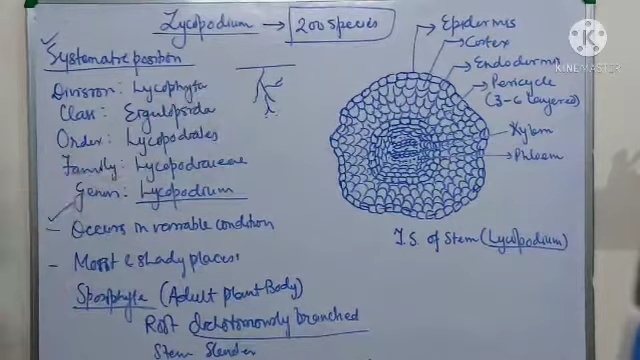 Lycopodium → 200 species
Systematic position
Division: Lycophyta
Class: Ergulopsida
Order: Lycopodiales
Family: Lycopodiaceae
Genus: Lycopodium
- Occurs in variable condition
- Moist & shady places
Sporophyte (Adult plant Body)
Root dichotomously branched
Stem slender
Epidermis
Cortex
Endodermis
Pericycle
(3-6 layered)
Xylem
Phloem
T.S. of Stem (Lycopodium)
KINEMASTER